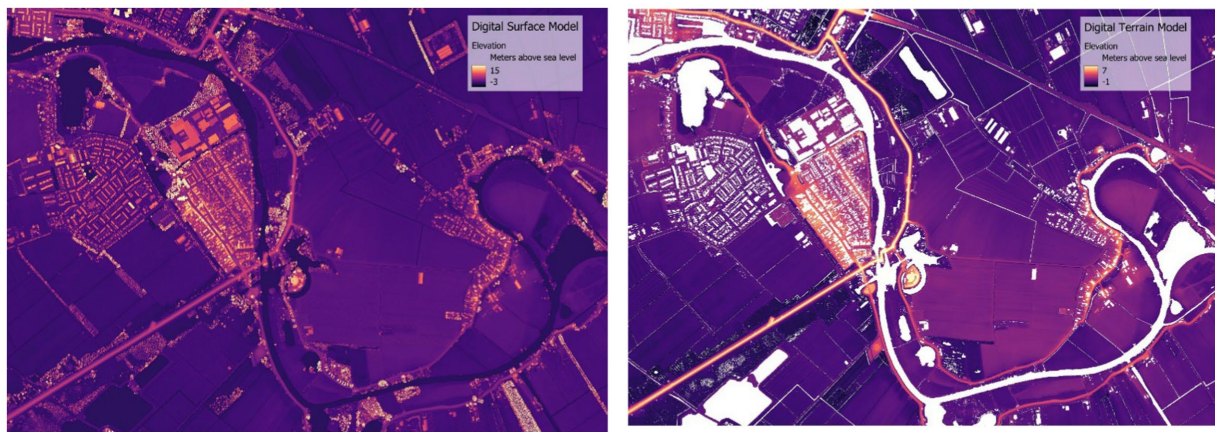 Digital Surface Model
Elevation
Meters above sea level
15
-3
Digital Terrain Model
Elevation
Meters above sea level
7
-1